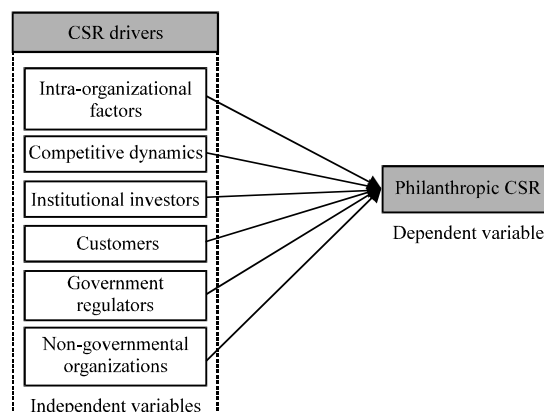 CSR drivers
Intra-organizational
factors
Competitive dynamics
Institutional investors
Customers
Government
regulators
Non-governmental
organizations
Independent variables
Philanthropic CSR
Dependent variable